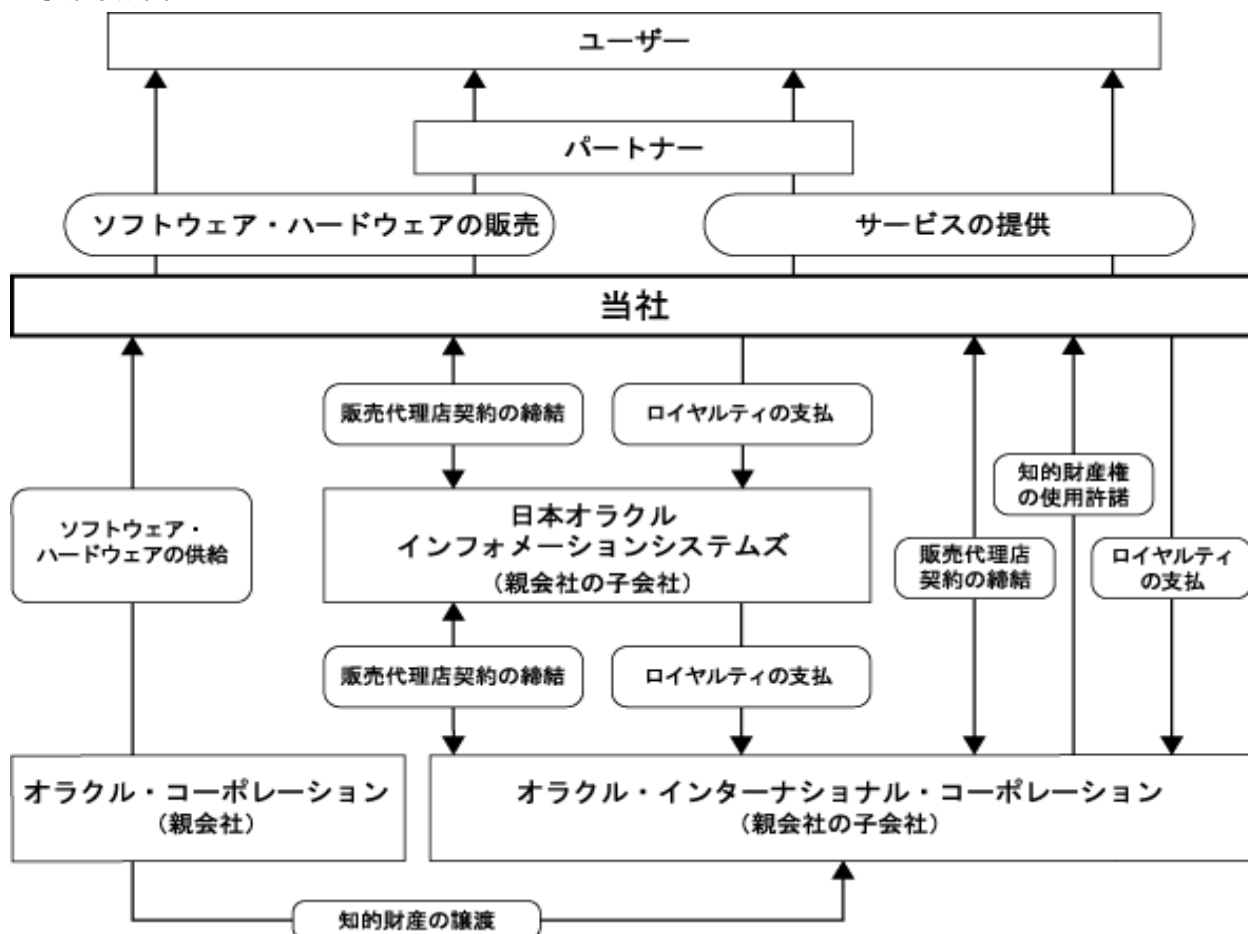 ユーザー
パートナー
ソフトウェア・ハードウェアの販売
サービスの提供
当社
販売代理店契約の締結
ロイヤルティの支払
知的財産権
の使用許諾
ソフトウェア・
ハードウェアの供給
日本オラクル
インフォメーションシステムズ
（親会社の子会社）
販売代理店
契約の締結
ロイヤルティ
の支払
販売代理店契約の締結
ロイヤルティの支払
オラクル・コーポレーション
（親会社）
オラクル・インターナショナル・コーポレーション
（親会社の子会社）
知的財産の譲渡